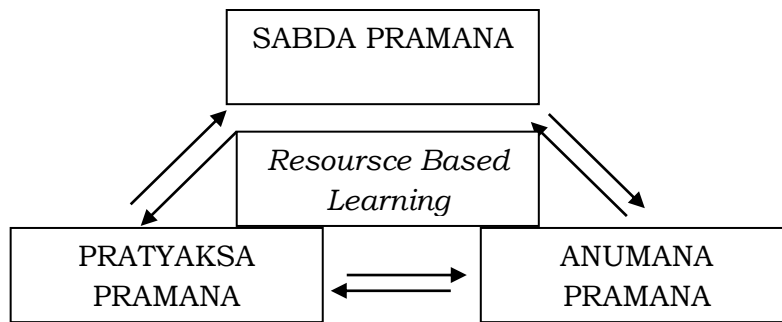 SABDA PRAMANA
Resoursce Based
Learning
PRATYAKSA
PRAMANA
ANUMANA
PRAMANA